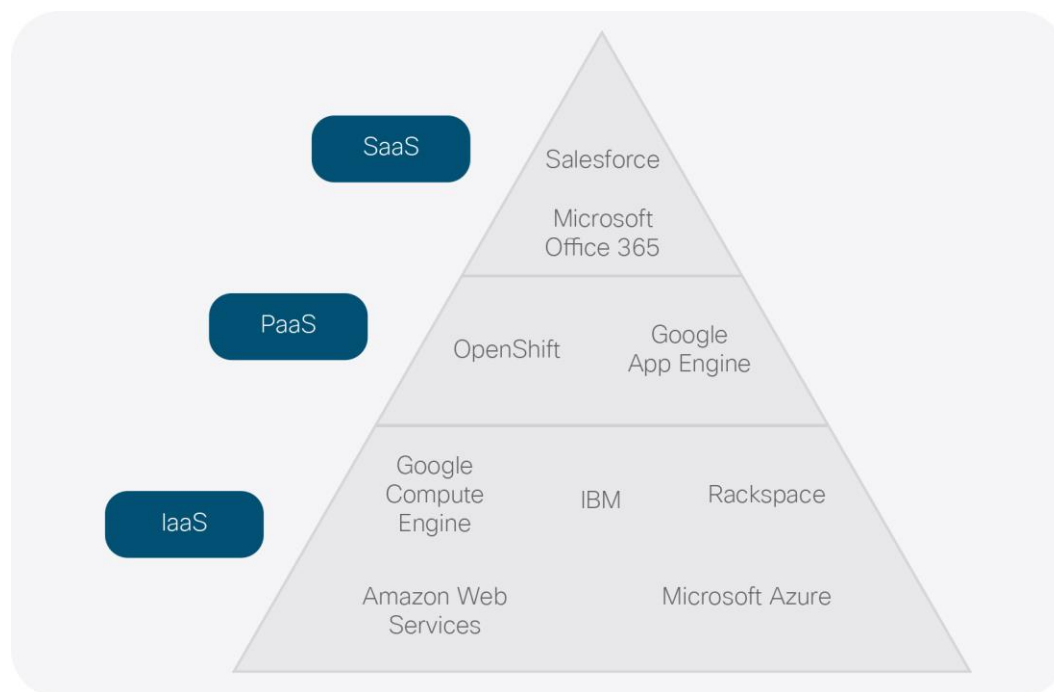 SaaS
Salesforce
Microsoft
Office 365
PaaS
OpenShift
Google
App Engine
IaaS
Google
Compute
Engine
IBM
Rackspace
Amazon Web
Services
Microsoft Azure